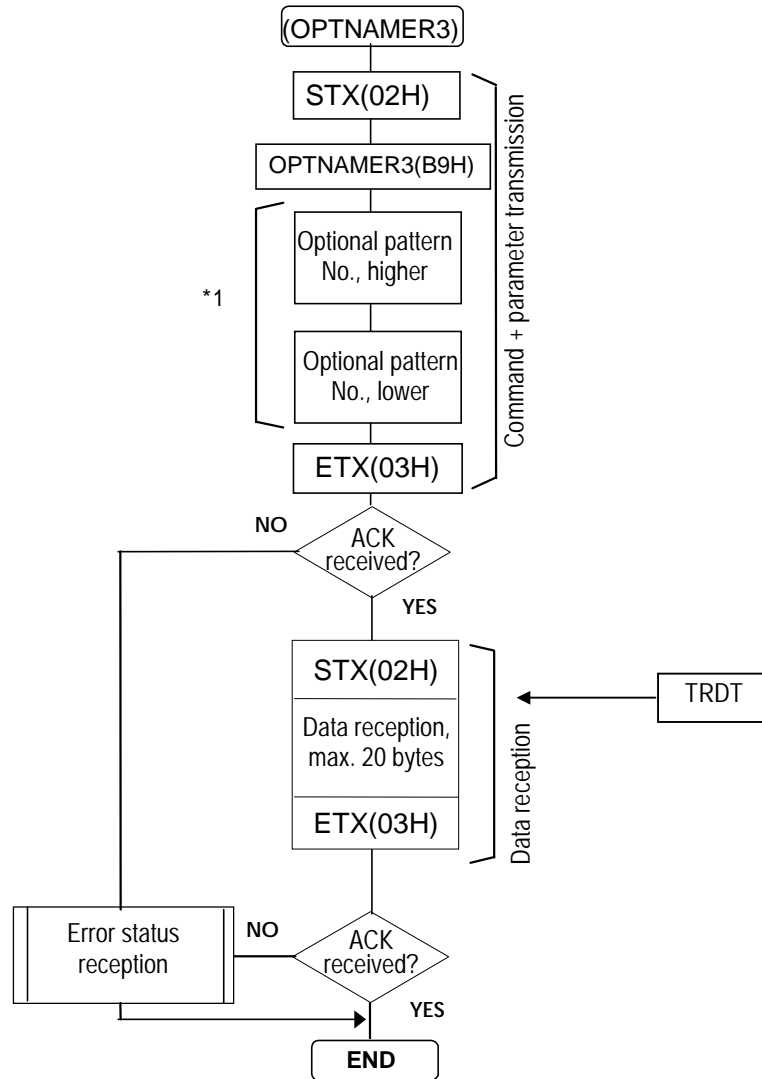 (OPTNAMER3)
STX(02H)
OPTNAMER3(B9H)
Optional pattern
No., higher
*1
Optional pattern
No., lower
ETX(03H)
Command + parameter transmission
NO
ACK
received?
YES
STX(02H)
Data reception,
max. 20 bytes
ETX(03H)
Data reception
TRDT
Error status
reception
NO
ACK
received?
YES
END